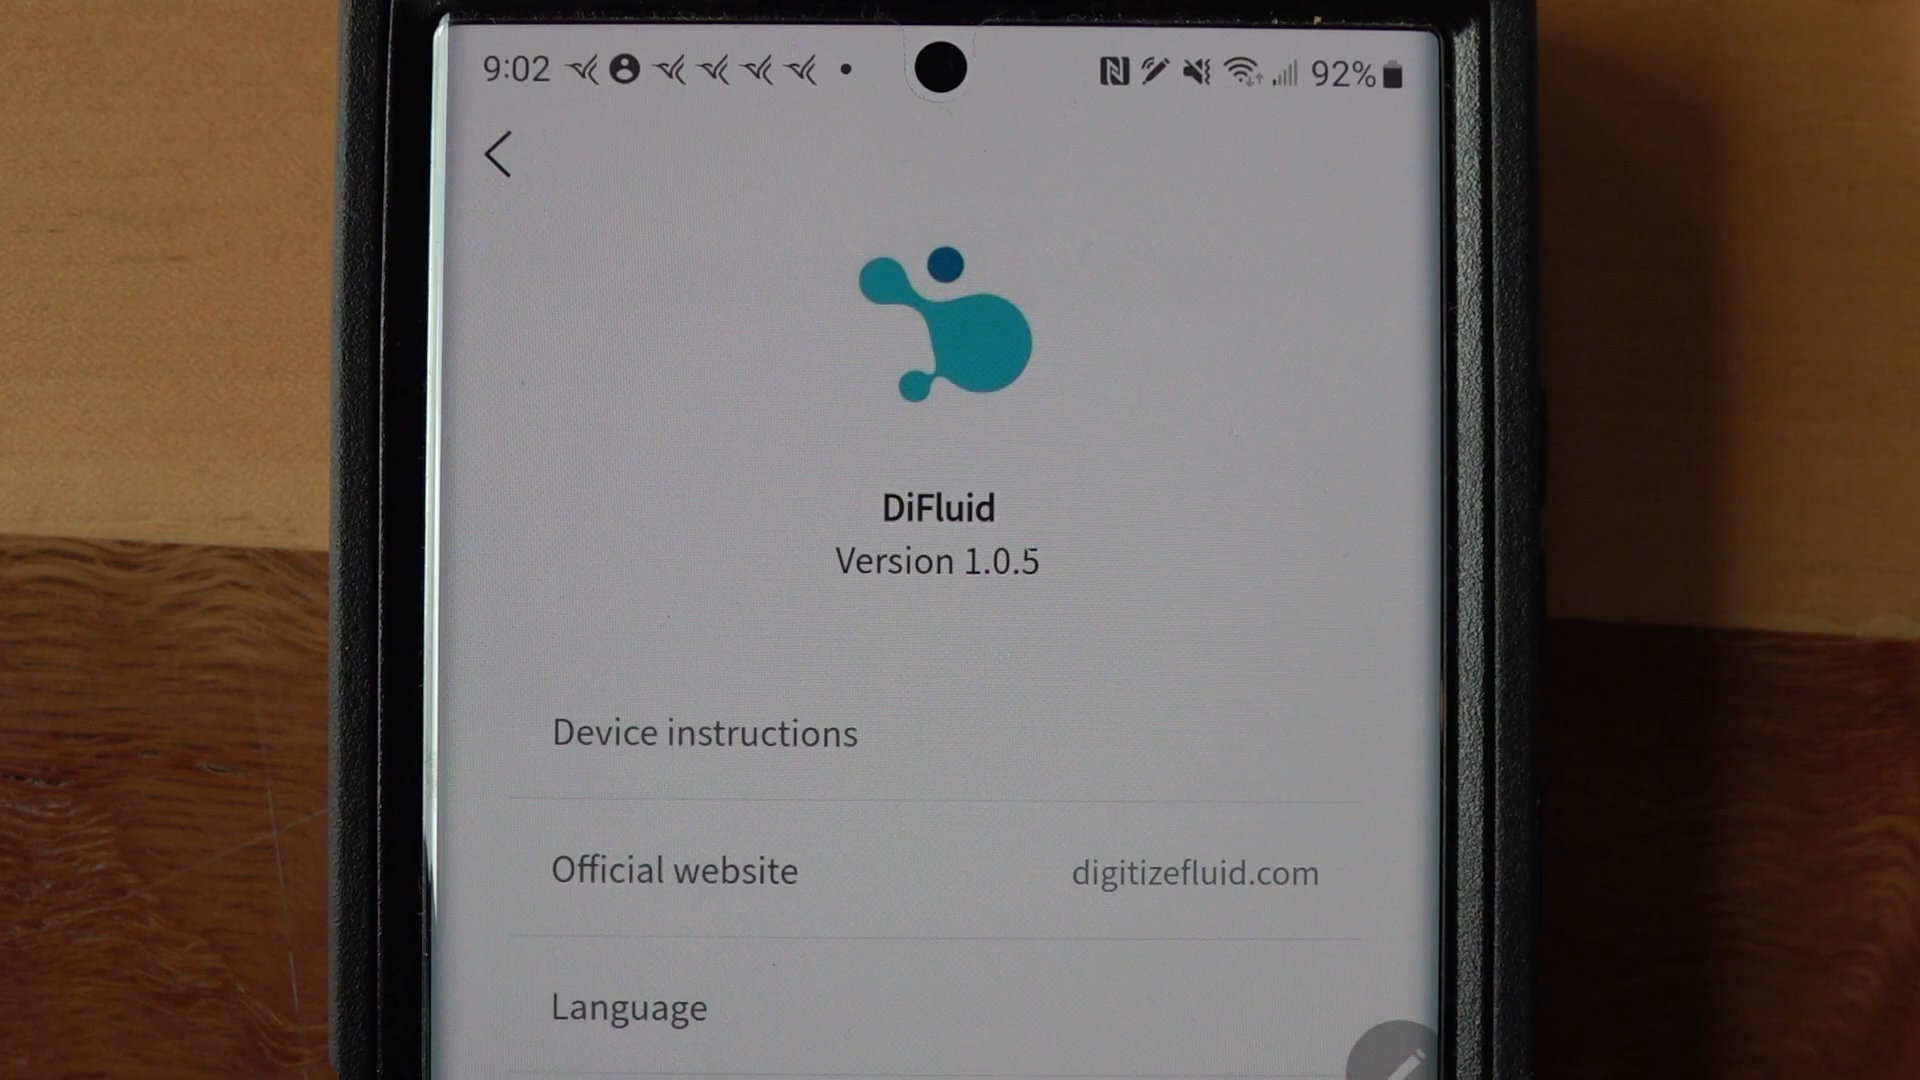 9:02 92%
DiFluid
Version 1.0.5
Device instructions
Official website digitizefluid.com
Language